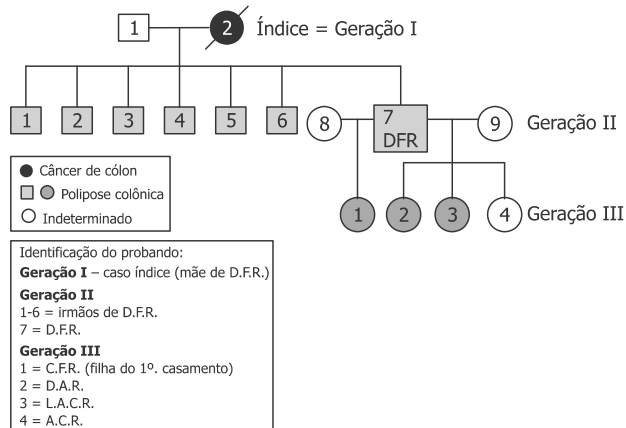 1 2 Índice = Geração I
1 2 3 4 5 6 8 7 DFR 9 Geração II
Câncer de cólon
Polipose colônica
Indeterminado
1 2 3 4 Geração III
Identificação do probando:
Geração I – caso índice (mãe de D.F.R.)
Geração II
1-6 = irmãos de D.F.R.
7 = D.F.R.
Geração III
1 = C.F.R. (filha do 1º. casamento)
2 = D.A.R.
3 = L.A.C.R.
4 = A.C.R.